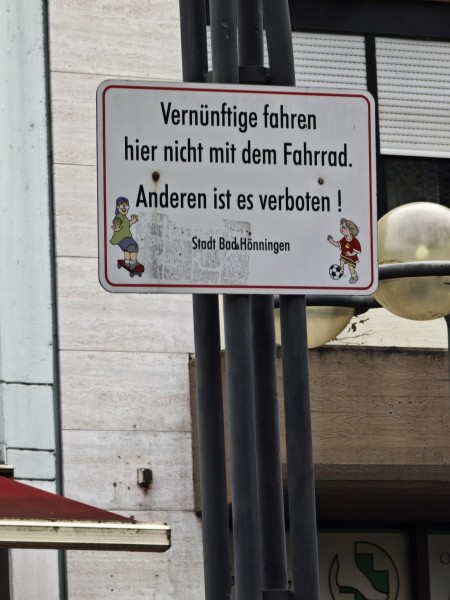 Vernünftige fahren
hier nicht mit dem Fahrrad.
Anderen ist es verboten !
Stadt Bad Hönningen